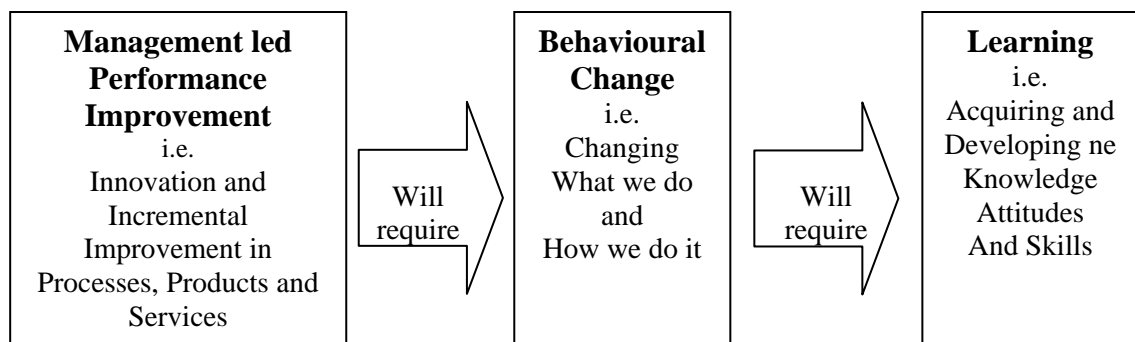 Management led
Performance
Improvement
i.e.
Innovation and
Incremental
Improvement in
Processes, Products and
Services
Will
require
Behavioural
Change
i.e.
Changing
What we do
and
How we do it
Will
require
Learning
i.e.
Acquiring and
Developing ne
Knowledge
Attitudes
And Skills